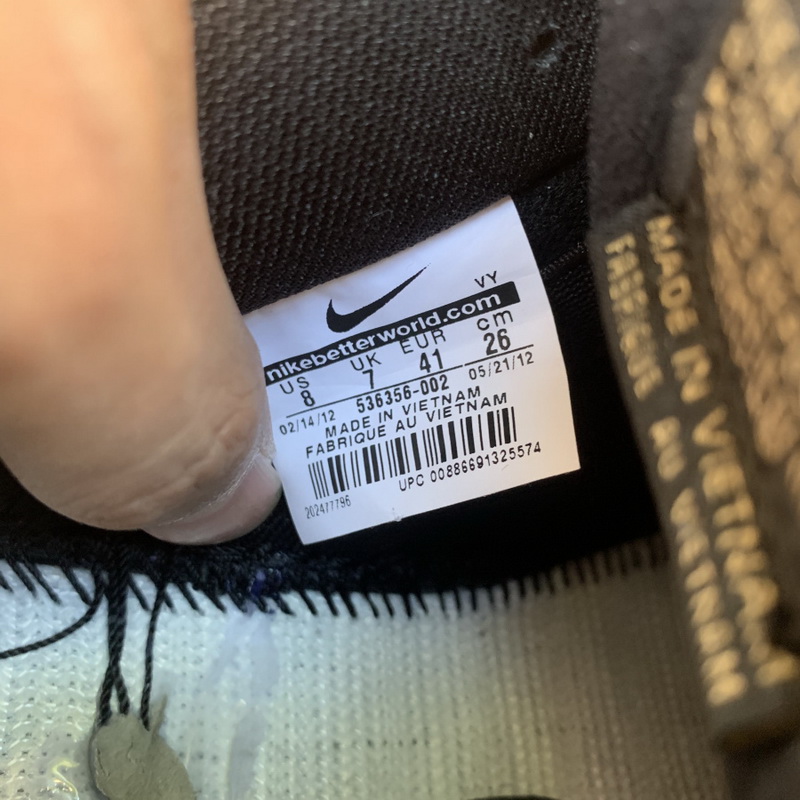 VY
nikebetterworld.com
US UK EUR cm
8 7 41 26
02/14/12 536356-002 05/21/12
MADE IN VIETNAM
FABRIQUE AU VIETNAM
UPC 00886691325574
202477796
MADE IN VIETNAM
FABRIQUE AU VIETNAM